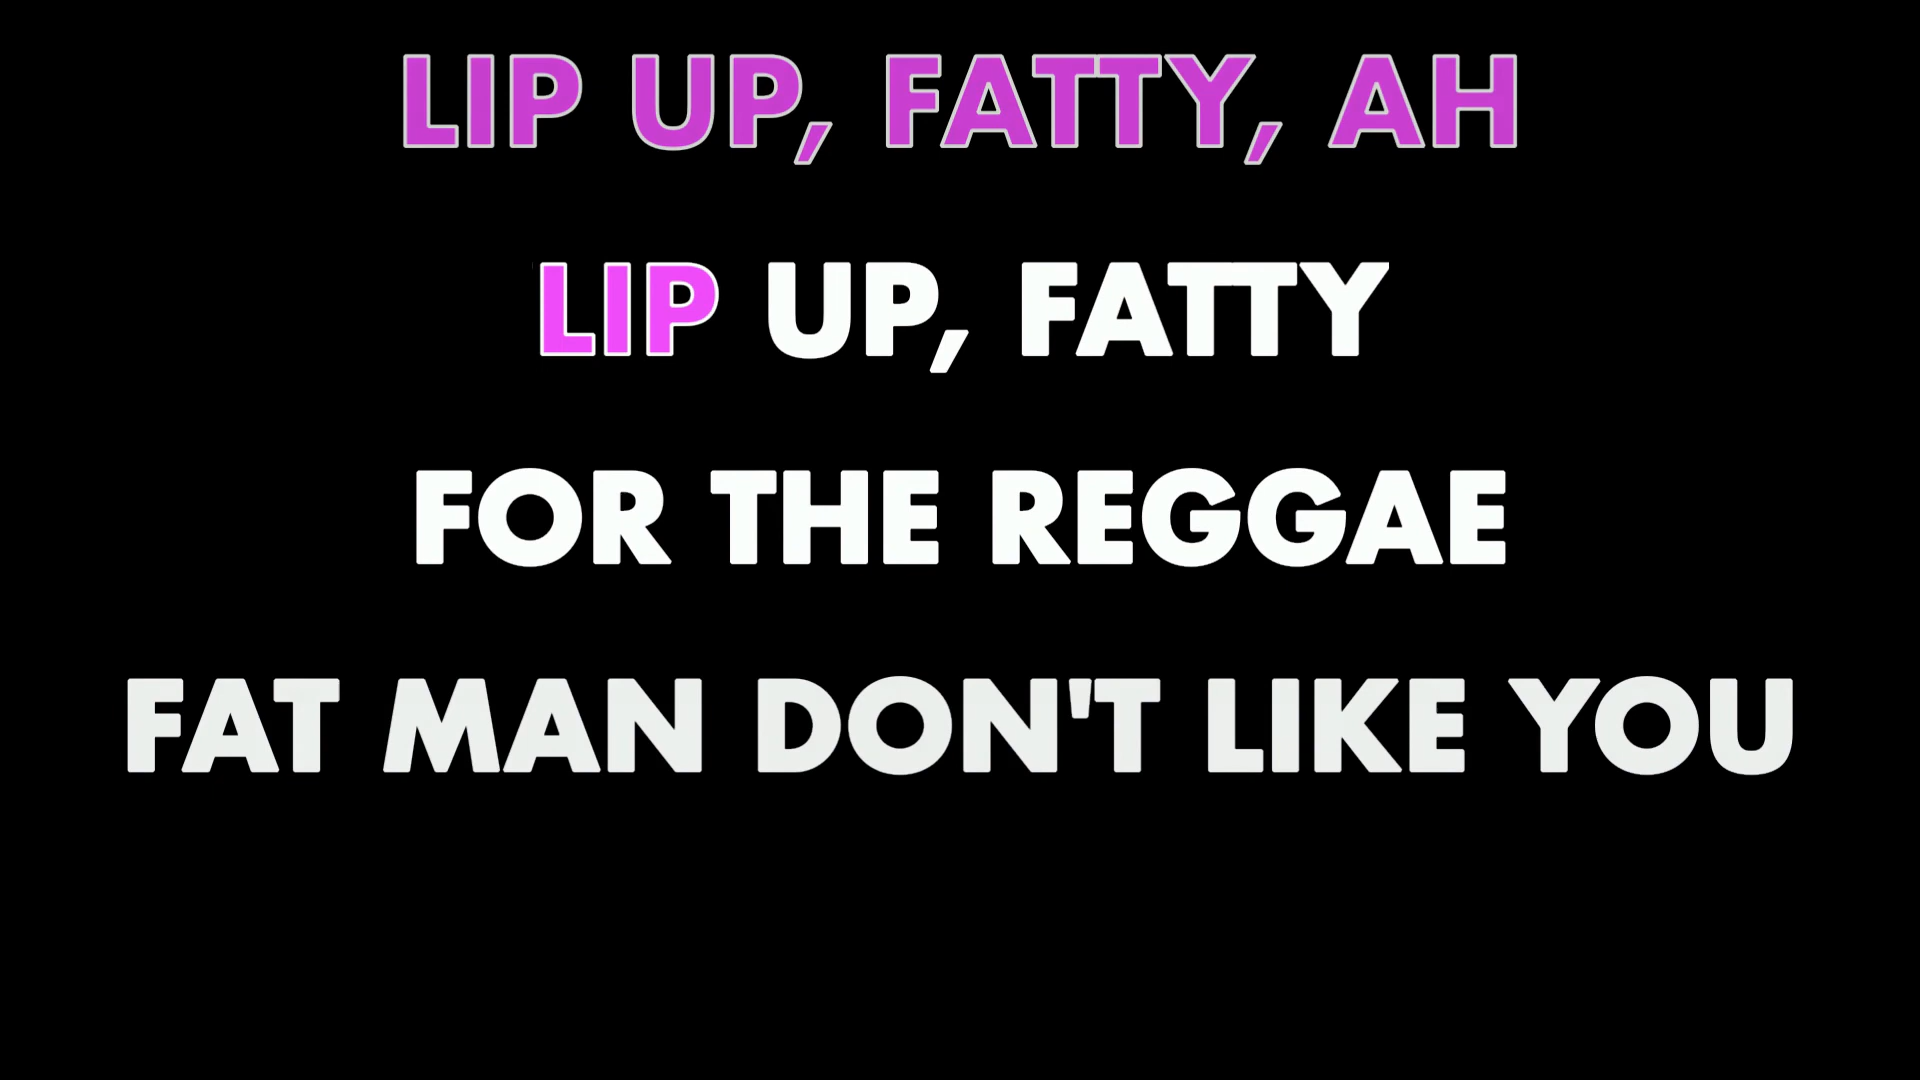 LIP UP, FATTY, AH
LIP UP, FATTY
FOR THE REGGAE
FAT MAN DON'T LIKE YOU